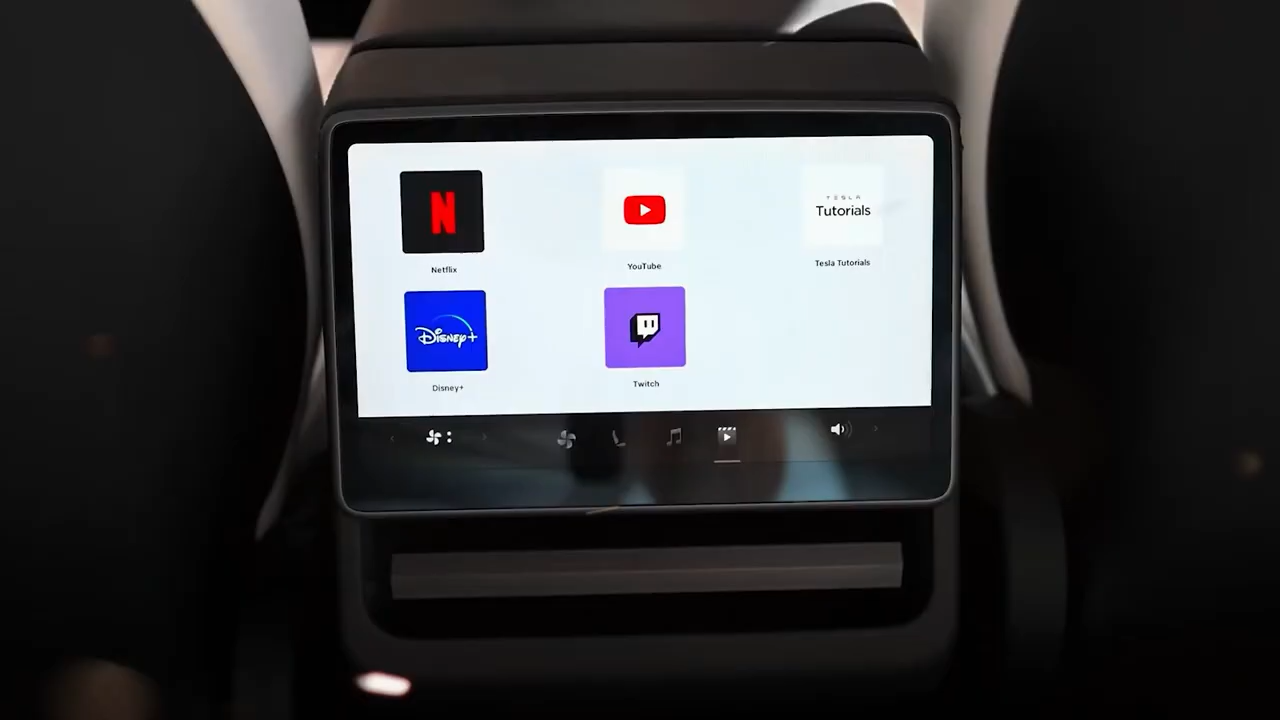 N
Netflix
YouTube
TESLA
Tutorials
Tesla Tutorials
Disney+
Disney+
Twitch